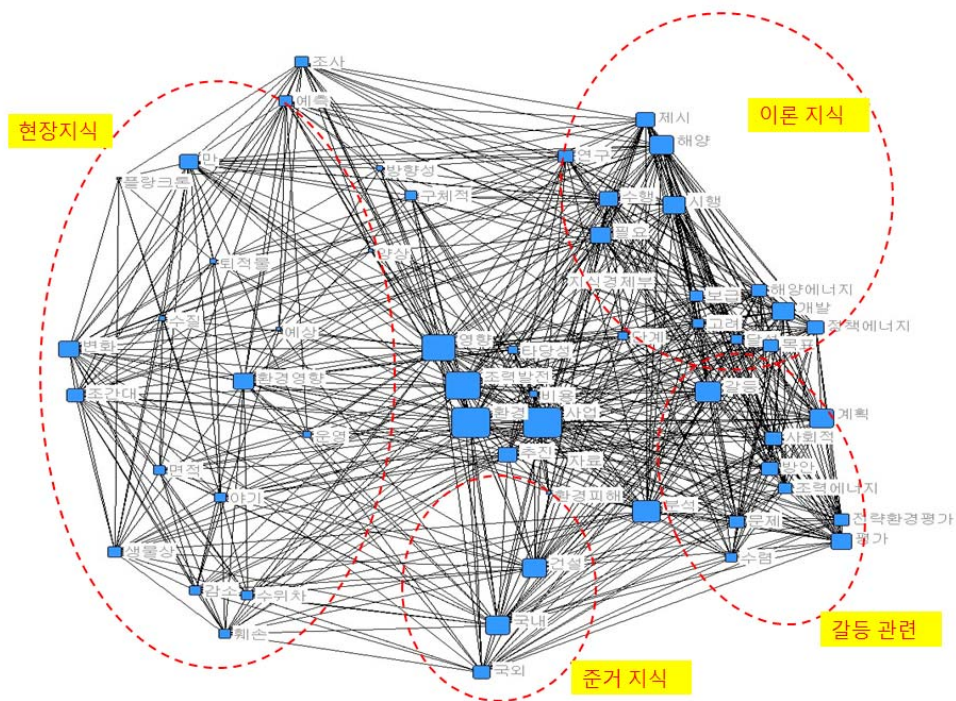 조사
예측
현장지식
이론 지식
제시
해양
만
연구
방향성
플랑크톤
구체적
수행
시행
필요
양상
퇴적물
지식경제부
해양에너지
보급
개발
수질
고려
정책에너지
예상
단계
변화
영향
타당성
목표
환경영향
조력발전
조간대
비용
갈등
환경
사업
계획
운영
사회적
추진
자료
방안
면적
조력에너지
야기
환경피해
분석
문제
전략환경평가
평가
생물상
수렴
건설
감소
수위차
국내
훼손
갈등 관련
국외
준거 지식